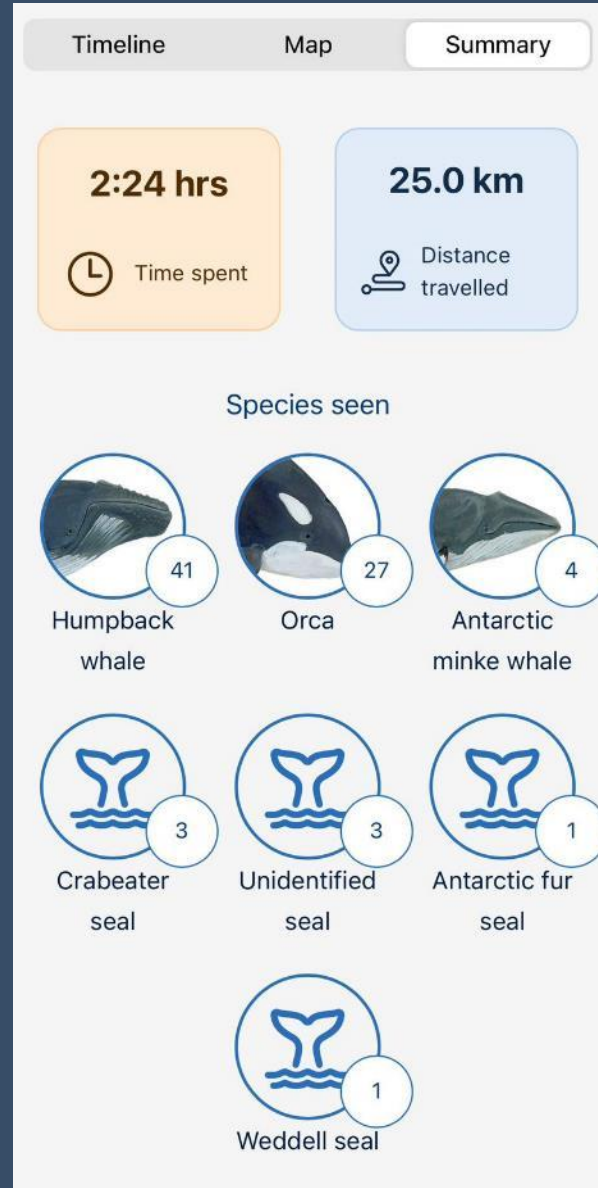 Timeline Map Summary
2:24 hrs
Time spent
25.0 km
Distance
travelled
Species seen
41
Humpback
whale
27
Orca
4
Antarctic
minke whale
3
Crabeater
seal
3
Unidentified
seal
1
Antarctic fur
seal
1
Weddell seal